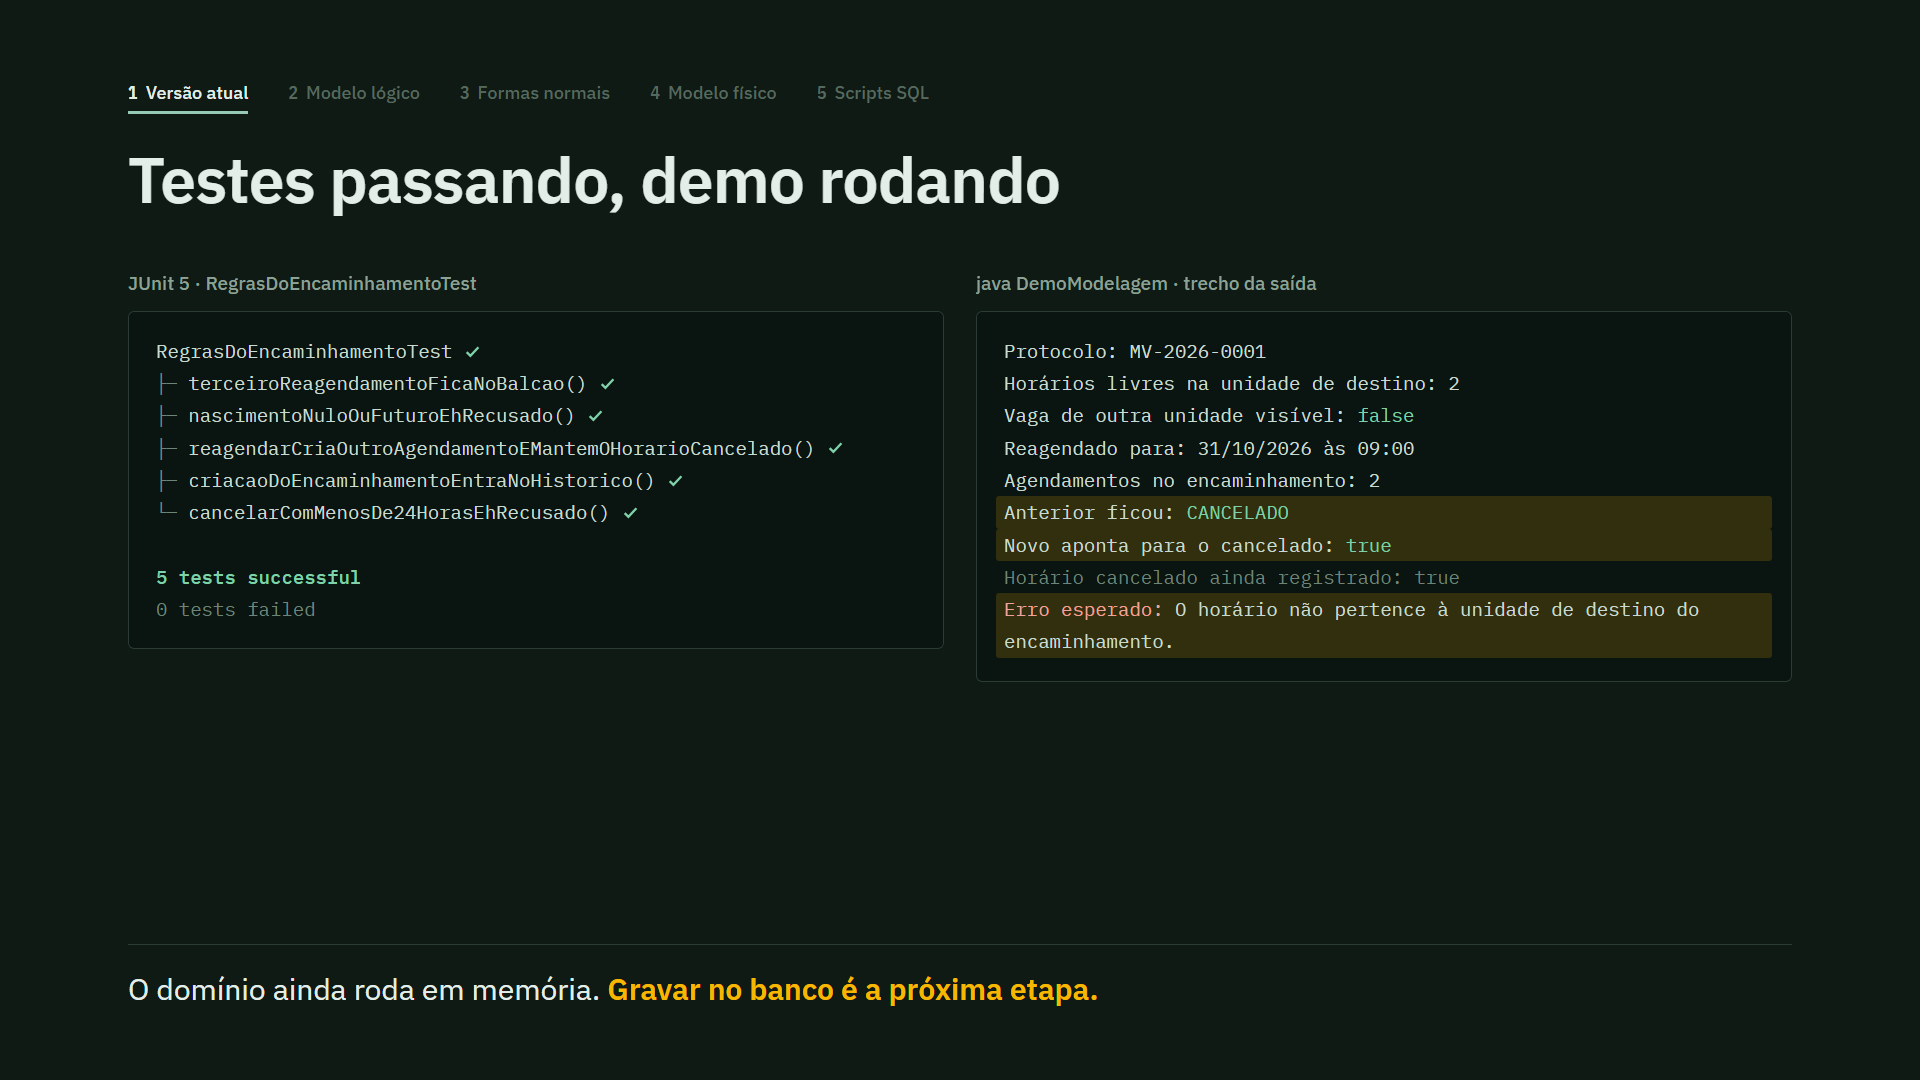 1 Versão atual 2 Modelo lógico 3 Formas normais 4 Modelo físico 5 Scripts SQL
Testes passando, demo rodando
JUnit 5 · RegrasDoEncaminhamentoTest
RegrasDoEncaminhamentoTest ✓
├─ terceiroReagendamentoFicaNoBalcao() ✓
├─ nascimentoNuloOuFuturoEhRecusado() ✓
├─ reagendarCriaOutroAgendamentoEMantemOHorarioCancelado() ✓
├─ criacaoDoEncaminhamentoEntraNoHistorico() ✓
└─ cancelarComMenosDe24HorasEhRecusado() ✓
5 tests successful
0 tests failed
java DemoModelagem · trecho da saída
Protocolo: MV-2026-0001
Horários livres na unidade de destino: 2
Vaga de outra unidade visível: false
Reagendado para: 31/10/2026 às 09:00
Agendamentos no encaminhamento: 2
Anterior ficou: CANCELADO
Novo aponta para o cancelado: true
Horário cancelado ainda registrado: true
Erro esperado: O horário não pertence à unidade de destino do
encaminhamento.
O domínio ainda roda em memória. Gravar no banco é a próxima etapa.